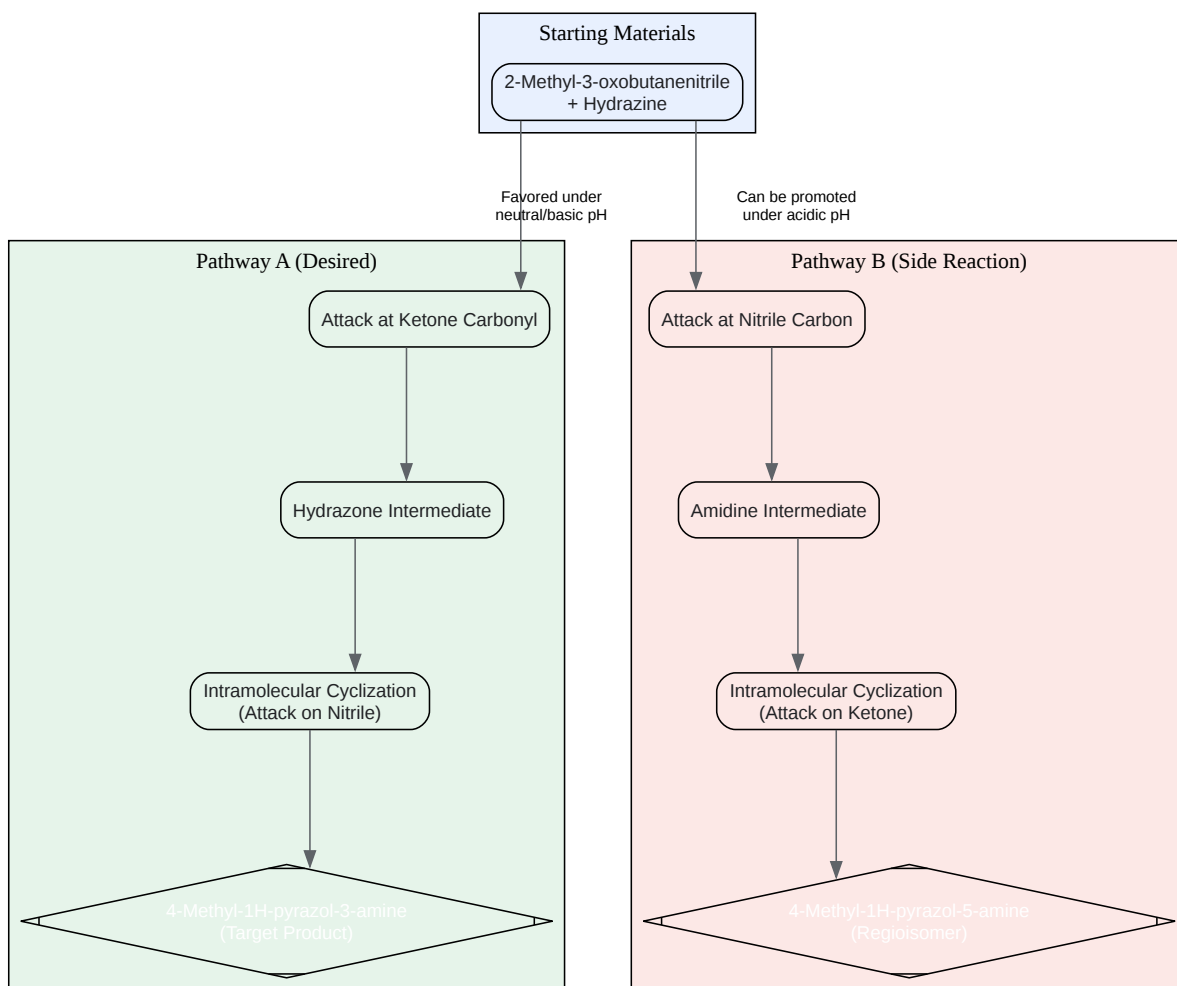 Starting Materials
2-Methyl-3-oxobutanenitrile
+ Hydrazine
Favored under
neutral/basic pH
Can be promoted
under acidic pH
Pathway A (Desired)
Attack at Ketone Carbonyl
Hydrazone Intermediate
Intramolecular Cyclization
(Attack on Nitrile)
4-Methyl-1H-pyrazol-3-amine
(Target Product)
Pathway B (Side Reaction)
Attack at Nitrile Carbon
Amidine Intermediate
Intramolecular Cyclization
(Attack on Ketone)
4-Methyl-1H-pyrazol-5-amine
(Regioisomer)